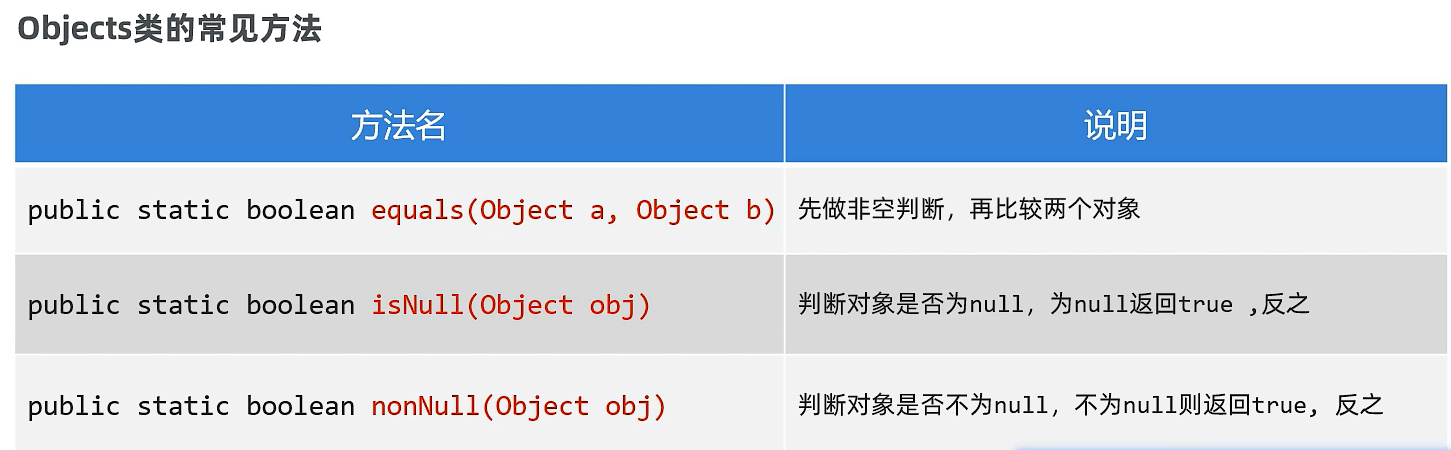 Objects类的常见方法
方法名 说明
public static boolean equals(Object a, Object b) 先做非空判断，再比较两个对象
public static boolean isNull(Object obj) 判断对象是否为null，为null返回true ,反之
public static boolean nonNull(Object obj) 判断对象是否不为null，不为null则返回true, 反之